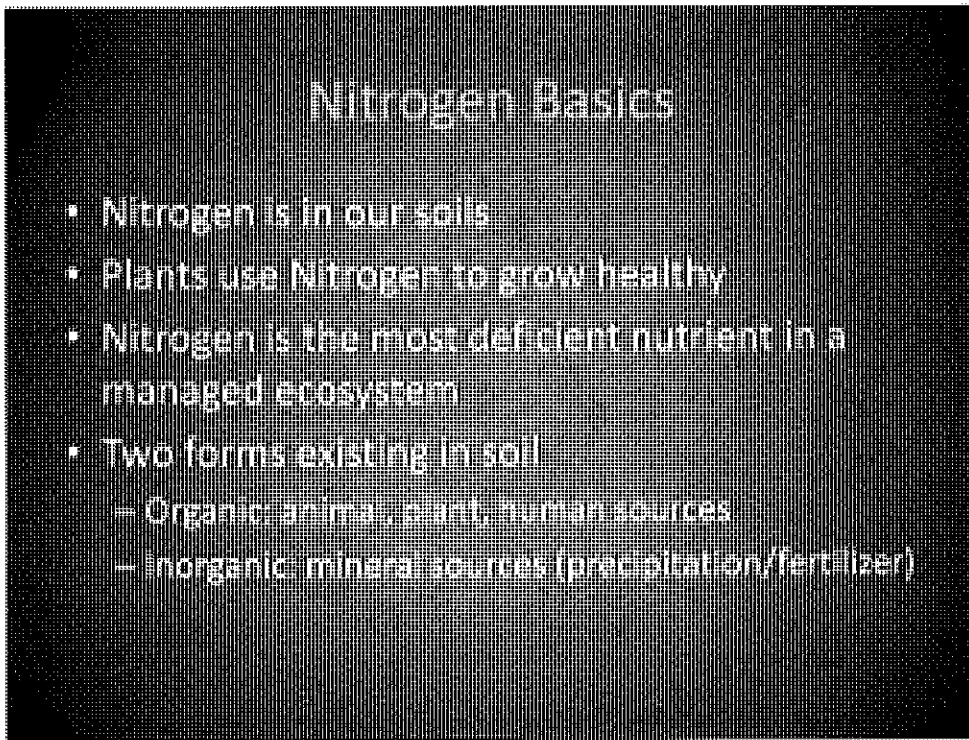 Nitrogen Basics
• Nitrogen is in our soils
• Plants use Nitrogen to grow healthy
• Nitrogen is the most deficient nutrient in a
managed ecosystem
• Two forms existing in soil
– Organic: animal, plant, human sources
– Inorganic: mineral sources (precipitation/fertilizer)